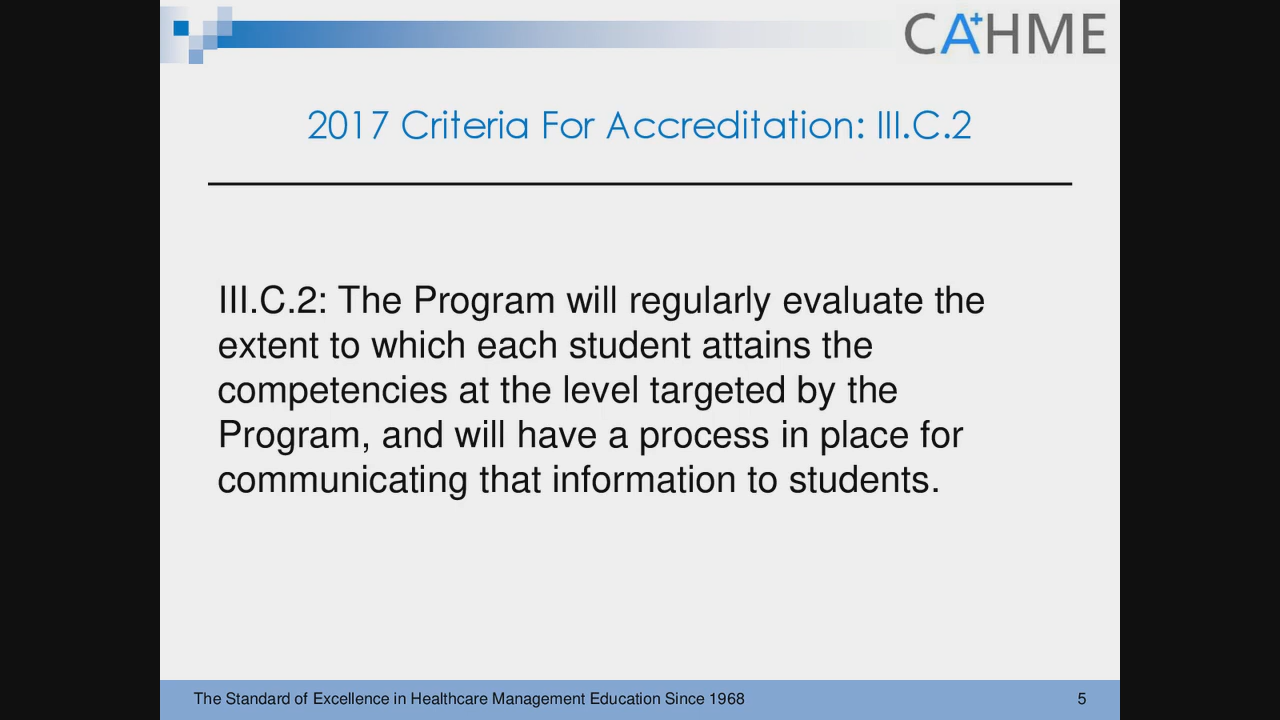 CAHME
2017 Criteria For Accreditation: III.C.2
III.C.2: The Program will regularly evaluate the
extent to which each student attains the
competencies at the level targeted by the
Program, and will have a process in place for
communicating that information to students.
The Standard of Excellence in Healthcare Management Education Since 1968
5